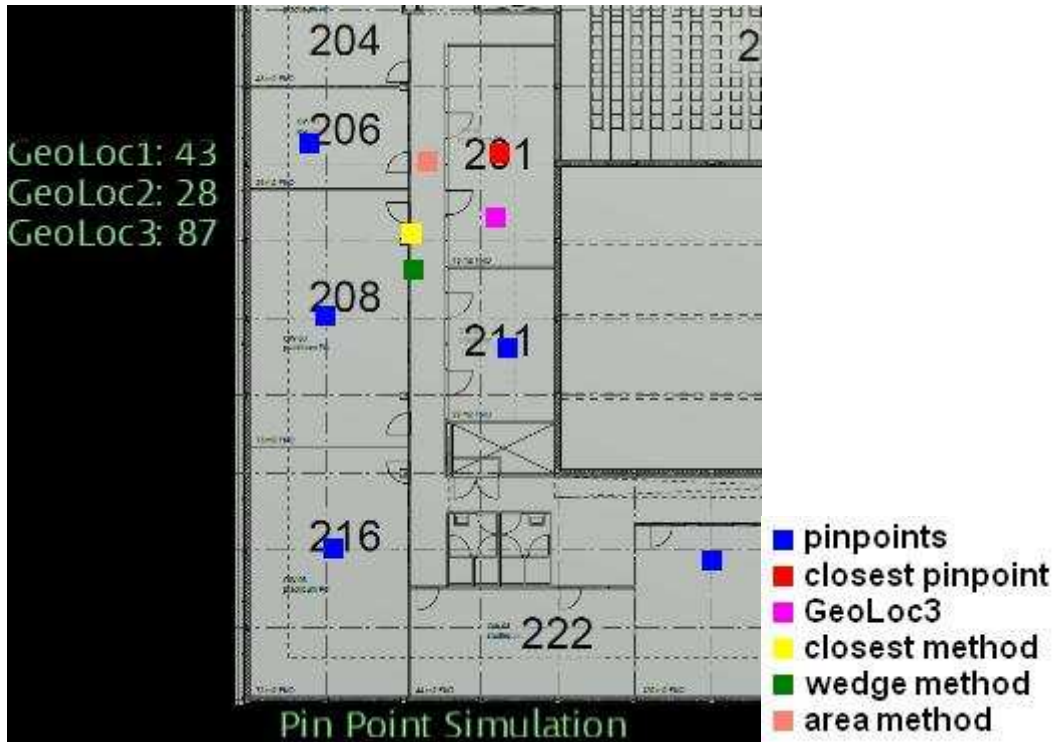 204
2
206
201
GeoLoc1: 43
GeoLoc2: 28
GeoLoc3: 87
208
211
216
222
pinpoints
closest pinpoint
GeoLoc3
closest method
wedge method
area method
Pin Point Simulation